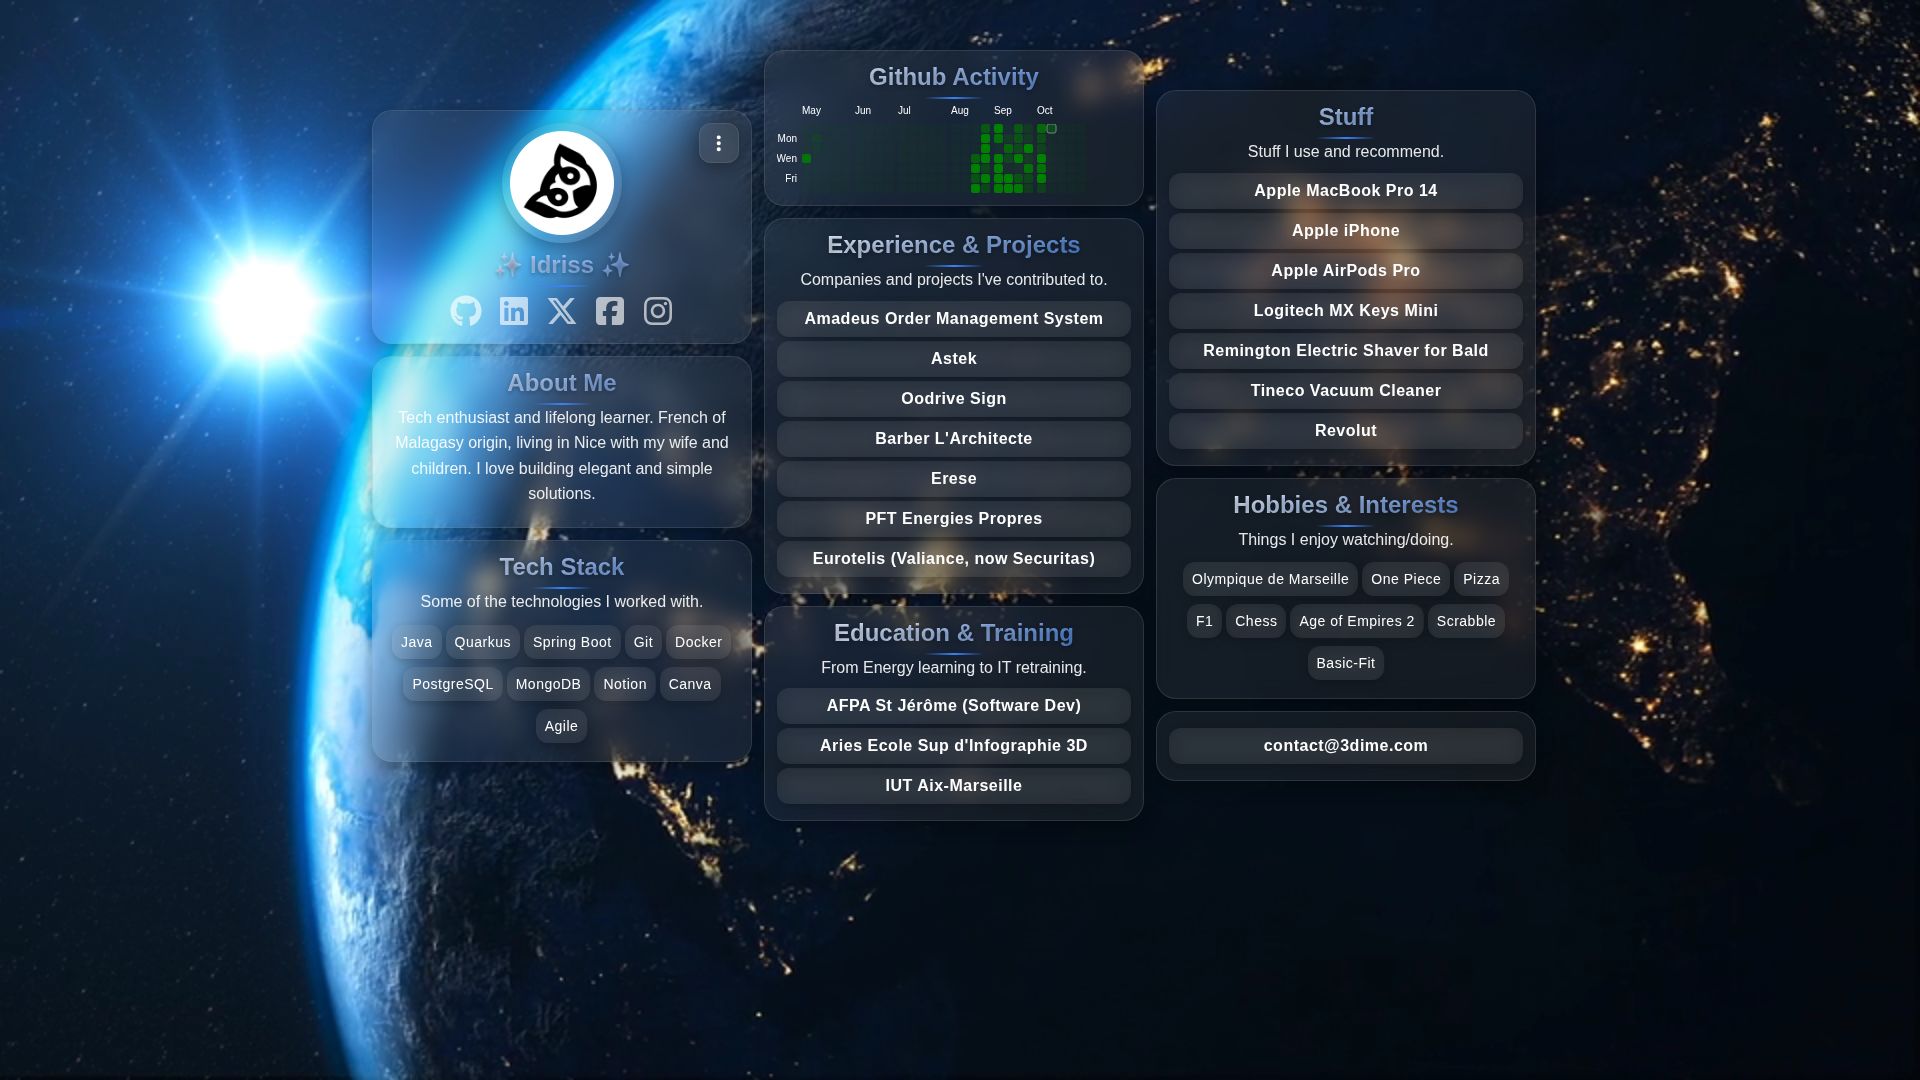 ✨ Idriss ✨
About Me
Tech enthusiast and lifelong learner. French of
Malagasy origin, living in Nice with my wife and
children. I love building elegant and simple
solutions.
Tech Stack
Some of the technologies I worked with.
Java Quarkus Spring Boot Git Docker
PostgreSQL MongoDB Notion Canva
Agile
Github Activity
May Jun Jul Aug Sep Oct
Mon
Wen
Fri
Experience & Projects
Companies and projects I've contributed to.
Amadeus Order Management System
Astek
Oodrive Sign
Barber L'Architecte
Erese
PFT Energies Propres
Eurotelis (Valiance, now Securitas)
Education & Training
From Energy learning to IT retraining.
AFPA St Jérôme (Software Dev)
Aries Ecole Sup d'Infographie 3D
IUT Aix-Marseille
Stuff
Stuff I use and recommend.
Apple MacBook Pro 14
Apple iPhone
Apple AirPods Pro
Logitech MX Keys Mini
Remington Electric Shaver for Bald
Tineco Vacuum Cleaner
Revolut
Hobbies & Interests
Things I enjoy watching/doing.
Olympique de Marseille One Piece Pizza
F1 Chess Age of Empires 2 Scrabble
Basic-Fit
contact@3dime.com